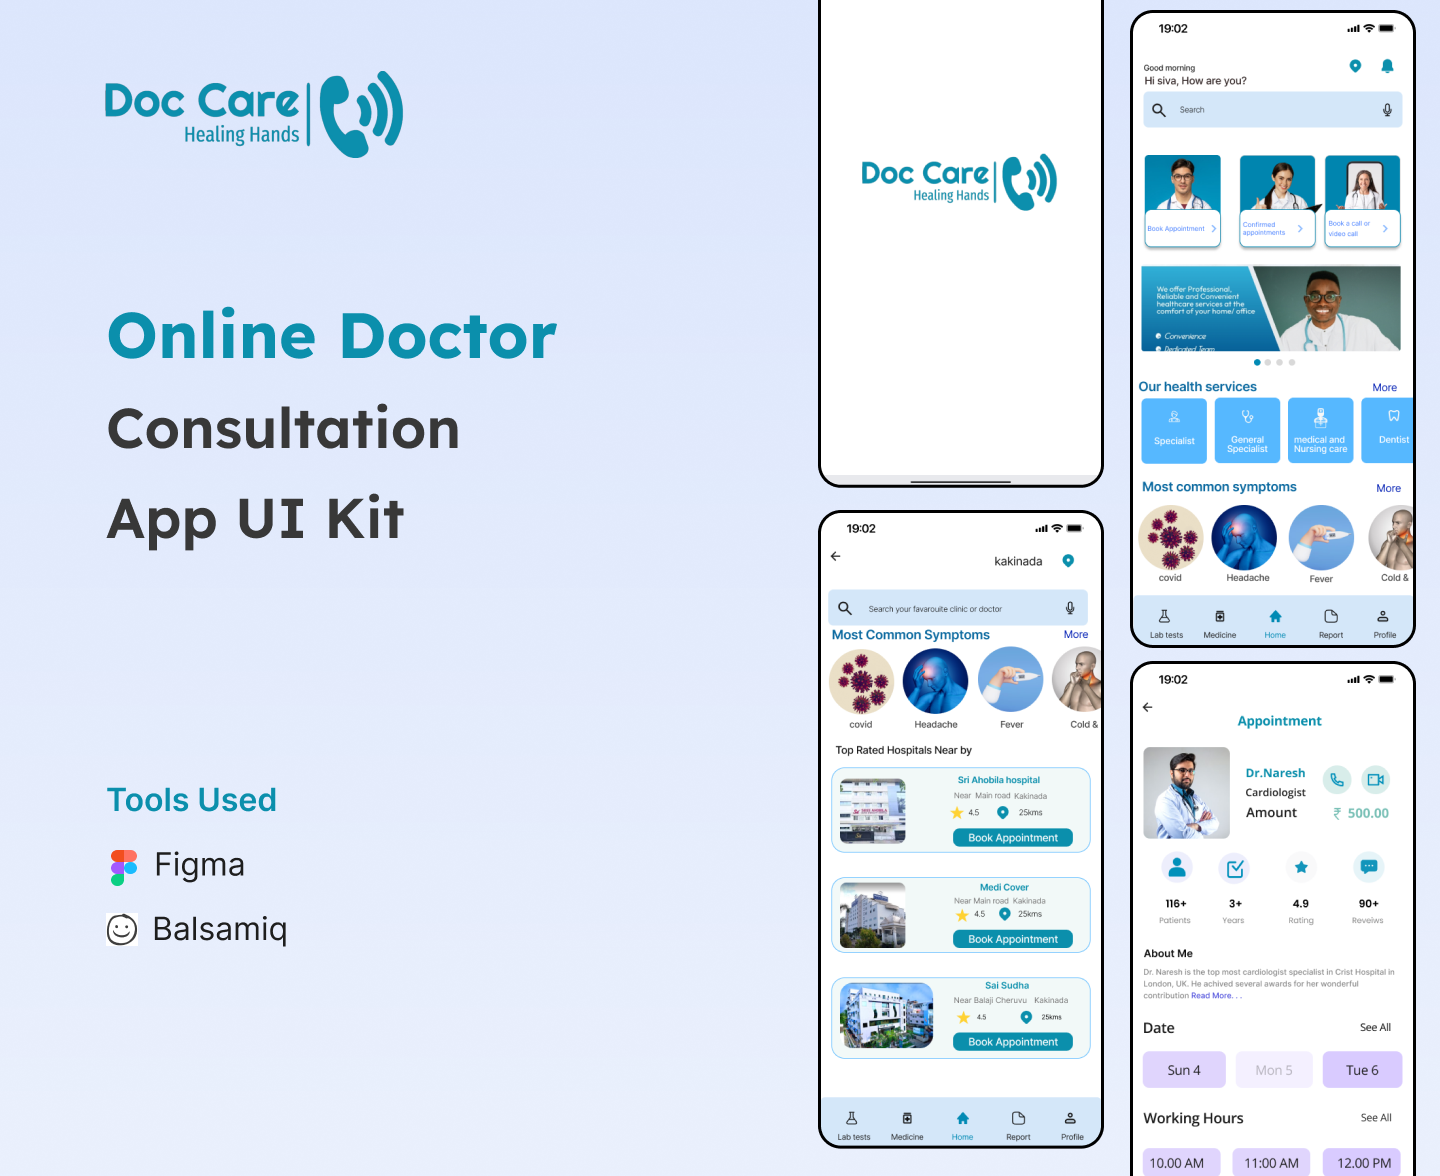 Doc Care
Healing Hands
Online Doctor
Consultation
App UI Kit
Tools Used
Figma
Balsamiq
Doc Care
Healing Hands
19:02
kakinada
Search your favarouite clinic or doctor
Most Common Symptoms
More
covid
Headache
Fever
Cold &
Top Rated Hospitals Near by
Sri Ahobila hospital
Near Main road Kakinada
4.5
25kms
Book Appointment
Medi Cover
Near Main road Kakinada
4.5
25kms
Book Appointment
Sai Sudha
Near Balaji Cheruvu Kakinada
4.5
25kms
Book Appointment
Lab tests
Medicine
Home
Report
Profile
19:02
Good morning
Hi siva, How are you?
Search
Book Appointment
Confirmed
appointments
Book a call or
video call
We offer Professional,
Reliable and Convenient
healthcare services at the
comfort of your home/ office
Convenience
Dedicated Team
Our health services
More
Specialist
General
Specialist
medical and
Nursing care
Dentist
Most common symptoms
More
covid
Headache
Fever
Cold &
Lab tests
Medicine
Home
Report
Profile
19:02
Appointment
Dr.Naresh
Cardiologist
Amount
₹ 500.00
116+
Patients
3+
Years
4.9
Rating
90+
Reveiws
About Me
Dr. Naresh is the top most cardiologist specialist in Crist Hospital in
London, UK. He achived several awards for her wonderful
contribution Read More. . .
Date
See All
Sun 4
Mon 5
Tue 6
Working Hours
See All
10.00 AM
11:00 AM
12.00 PM